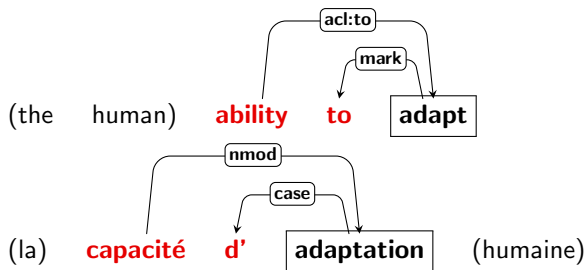 acl:to
mark
(the human) ability to adapt
nmod
case
(la) capacité d' adaptation (humaine)